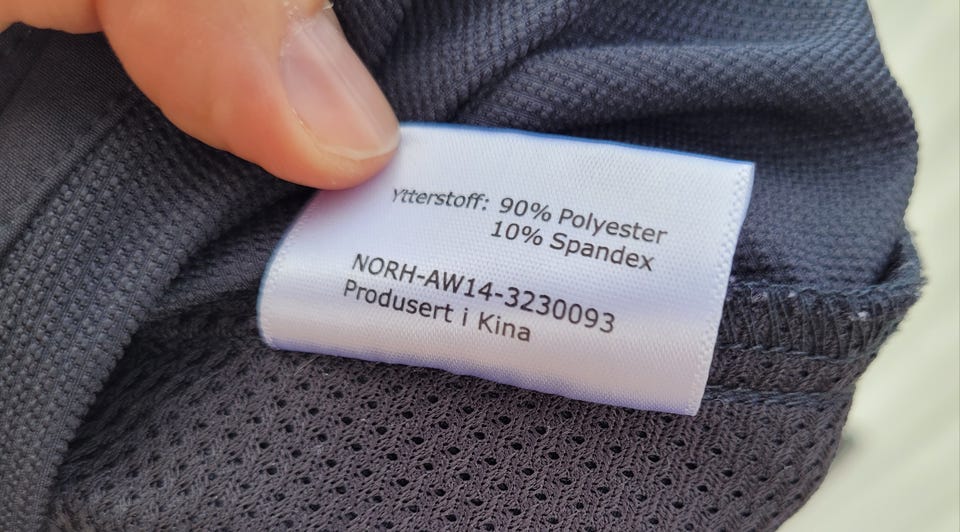 Ytterstoff: 90% Polyester
10% Spandex
NORH-AW14-3230093
Produsert i Kina